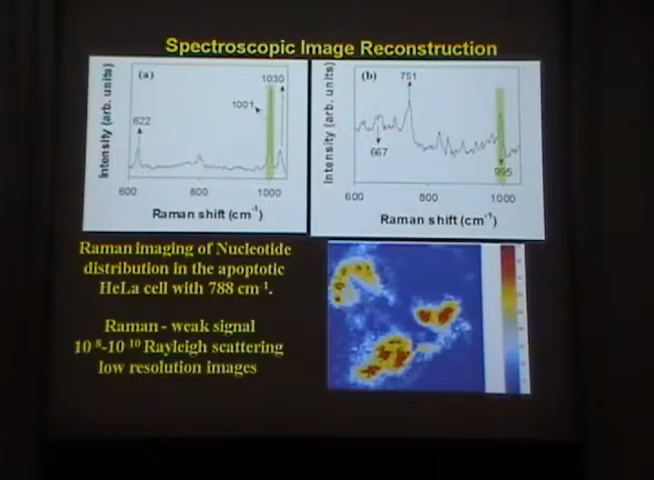 Spectroscopic Image Reconstruction
Intensity (arb. units)
(a)
622
1001
1030
600 800 1000
Raman shift (cm⁻¹)
Intensity (arb. units)
(b)
751
667
995
600 800 1000
Raman shift (cm⁻¹)
Raman imaging of Nucleotide
distribution in the apoptotic
HeLa cell with 788 cm⁻¹.
Raman - weak signal
10⁻⁸-10⁻¹⁰ Rayleigh scattering
low resolution images